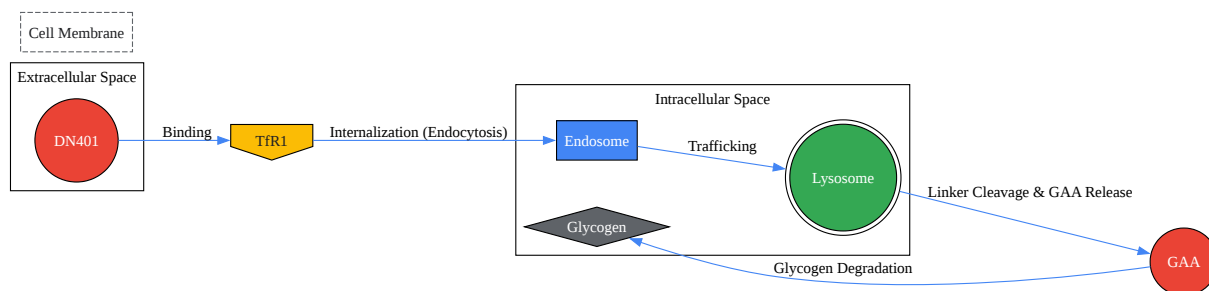 Cell Membrane
Extracellular Space
DN401
Binding
TfR1
Internalization (Endocytosis)
Intracellular Space
Endosome
Trafficking
Lysosome
Linker Cleavage & GAA Release
Glycogen
GAA
Glycogen Degradation